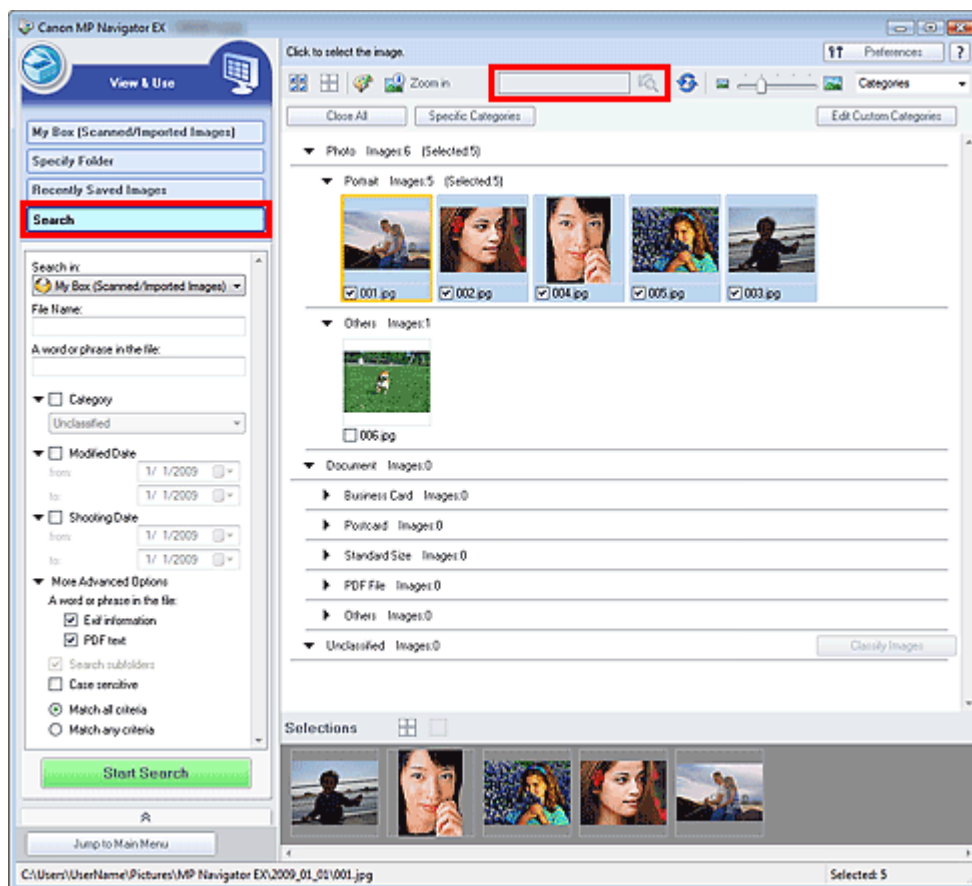 Canon MP Navigator EX
View & Use
My Box (Scanned/Imported Images)
Specify Folder
Recently Saved Images
Search
Search in:
My Box (Scanned/Imported Images)
File Name:
A word or phrase in the file:
Category
Unclassified
Modified Date
from: 1/ 1/2009
to: 1/ 1/2009
Shooting Date
from: 1/ 1/2009
to: 1/ 1/2009
More Advanced Options
A word or phrase in the file:
Exif information
PDF text
Search subfolders
Case sensitive
Match all criteria
Match any criteria
Start Search
Jump to Main Menu
Click to select the image.
Preferences ?
Zoom in
Categories
Close All Specific Categories Edit Custom Categories
Photo Images:6 (Selected:5)
Portrait Images:5 (Selected:5)
001.jpg 002.jpg 004.jpg 005.jpg 003.jpg
Others Images:1
006.jpg
Document Images:0
Business Card Images:0
Postcard Images:0
Standard Size Images:0
PDF File Images:0
Others Images:0
Unclassified Images:0 Classify Images
Selections
C:\Users\UserName\Pictures\MP Navigator EX\2009_01_01\001.jpg Selected: 5